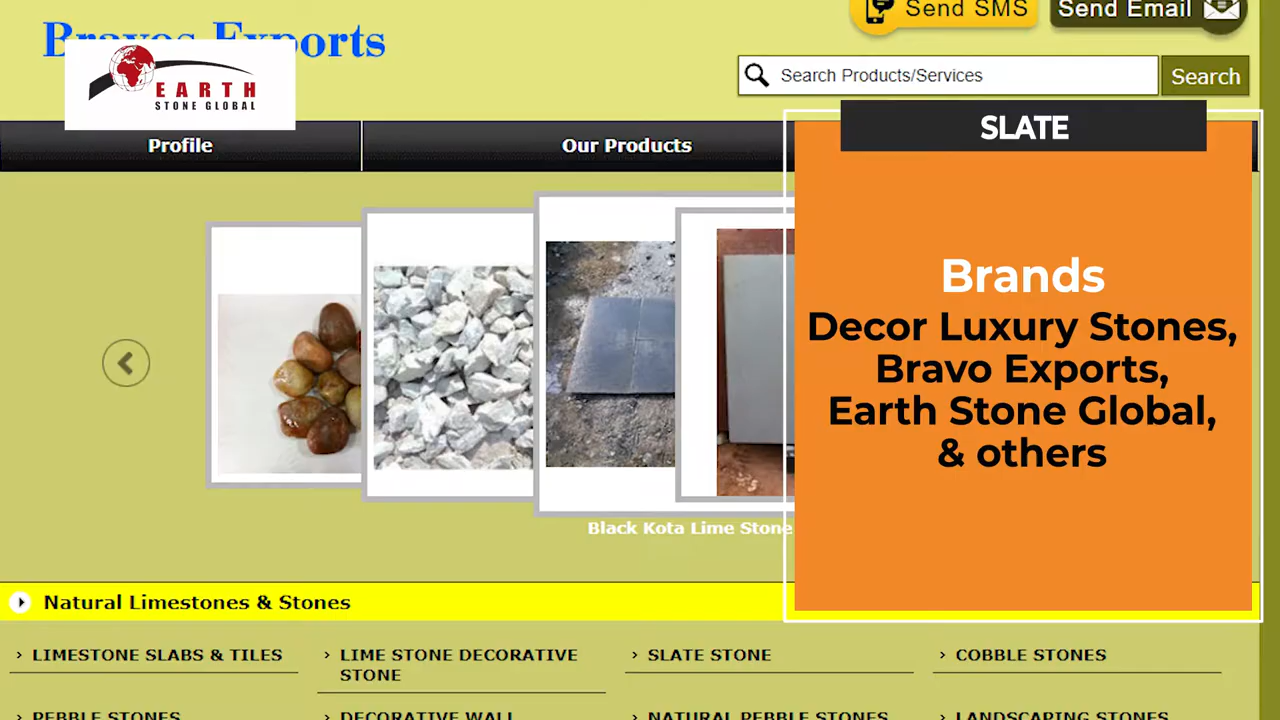 Send SMS
Send Email
Bravos Exports
EARTH
STONE GLOBAL
Search Products/Services
Search
Profile
Our Products
SLATE
Brands
Decor Luxury Stones,
Bravo Exports,
Earth Stone Global,
& others
Black Kota Lime Stone
Natural Limestones & Stones
LIMESTONE SLABS & TILES
LIME STONE DECORATIVE
STONE
SLATE STONE
COBBLE STONES
PEBBLE STONES
DECORATIVE WALL
NATURAL PEBBLE STONES
LANDSCAPING STONES